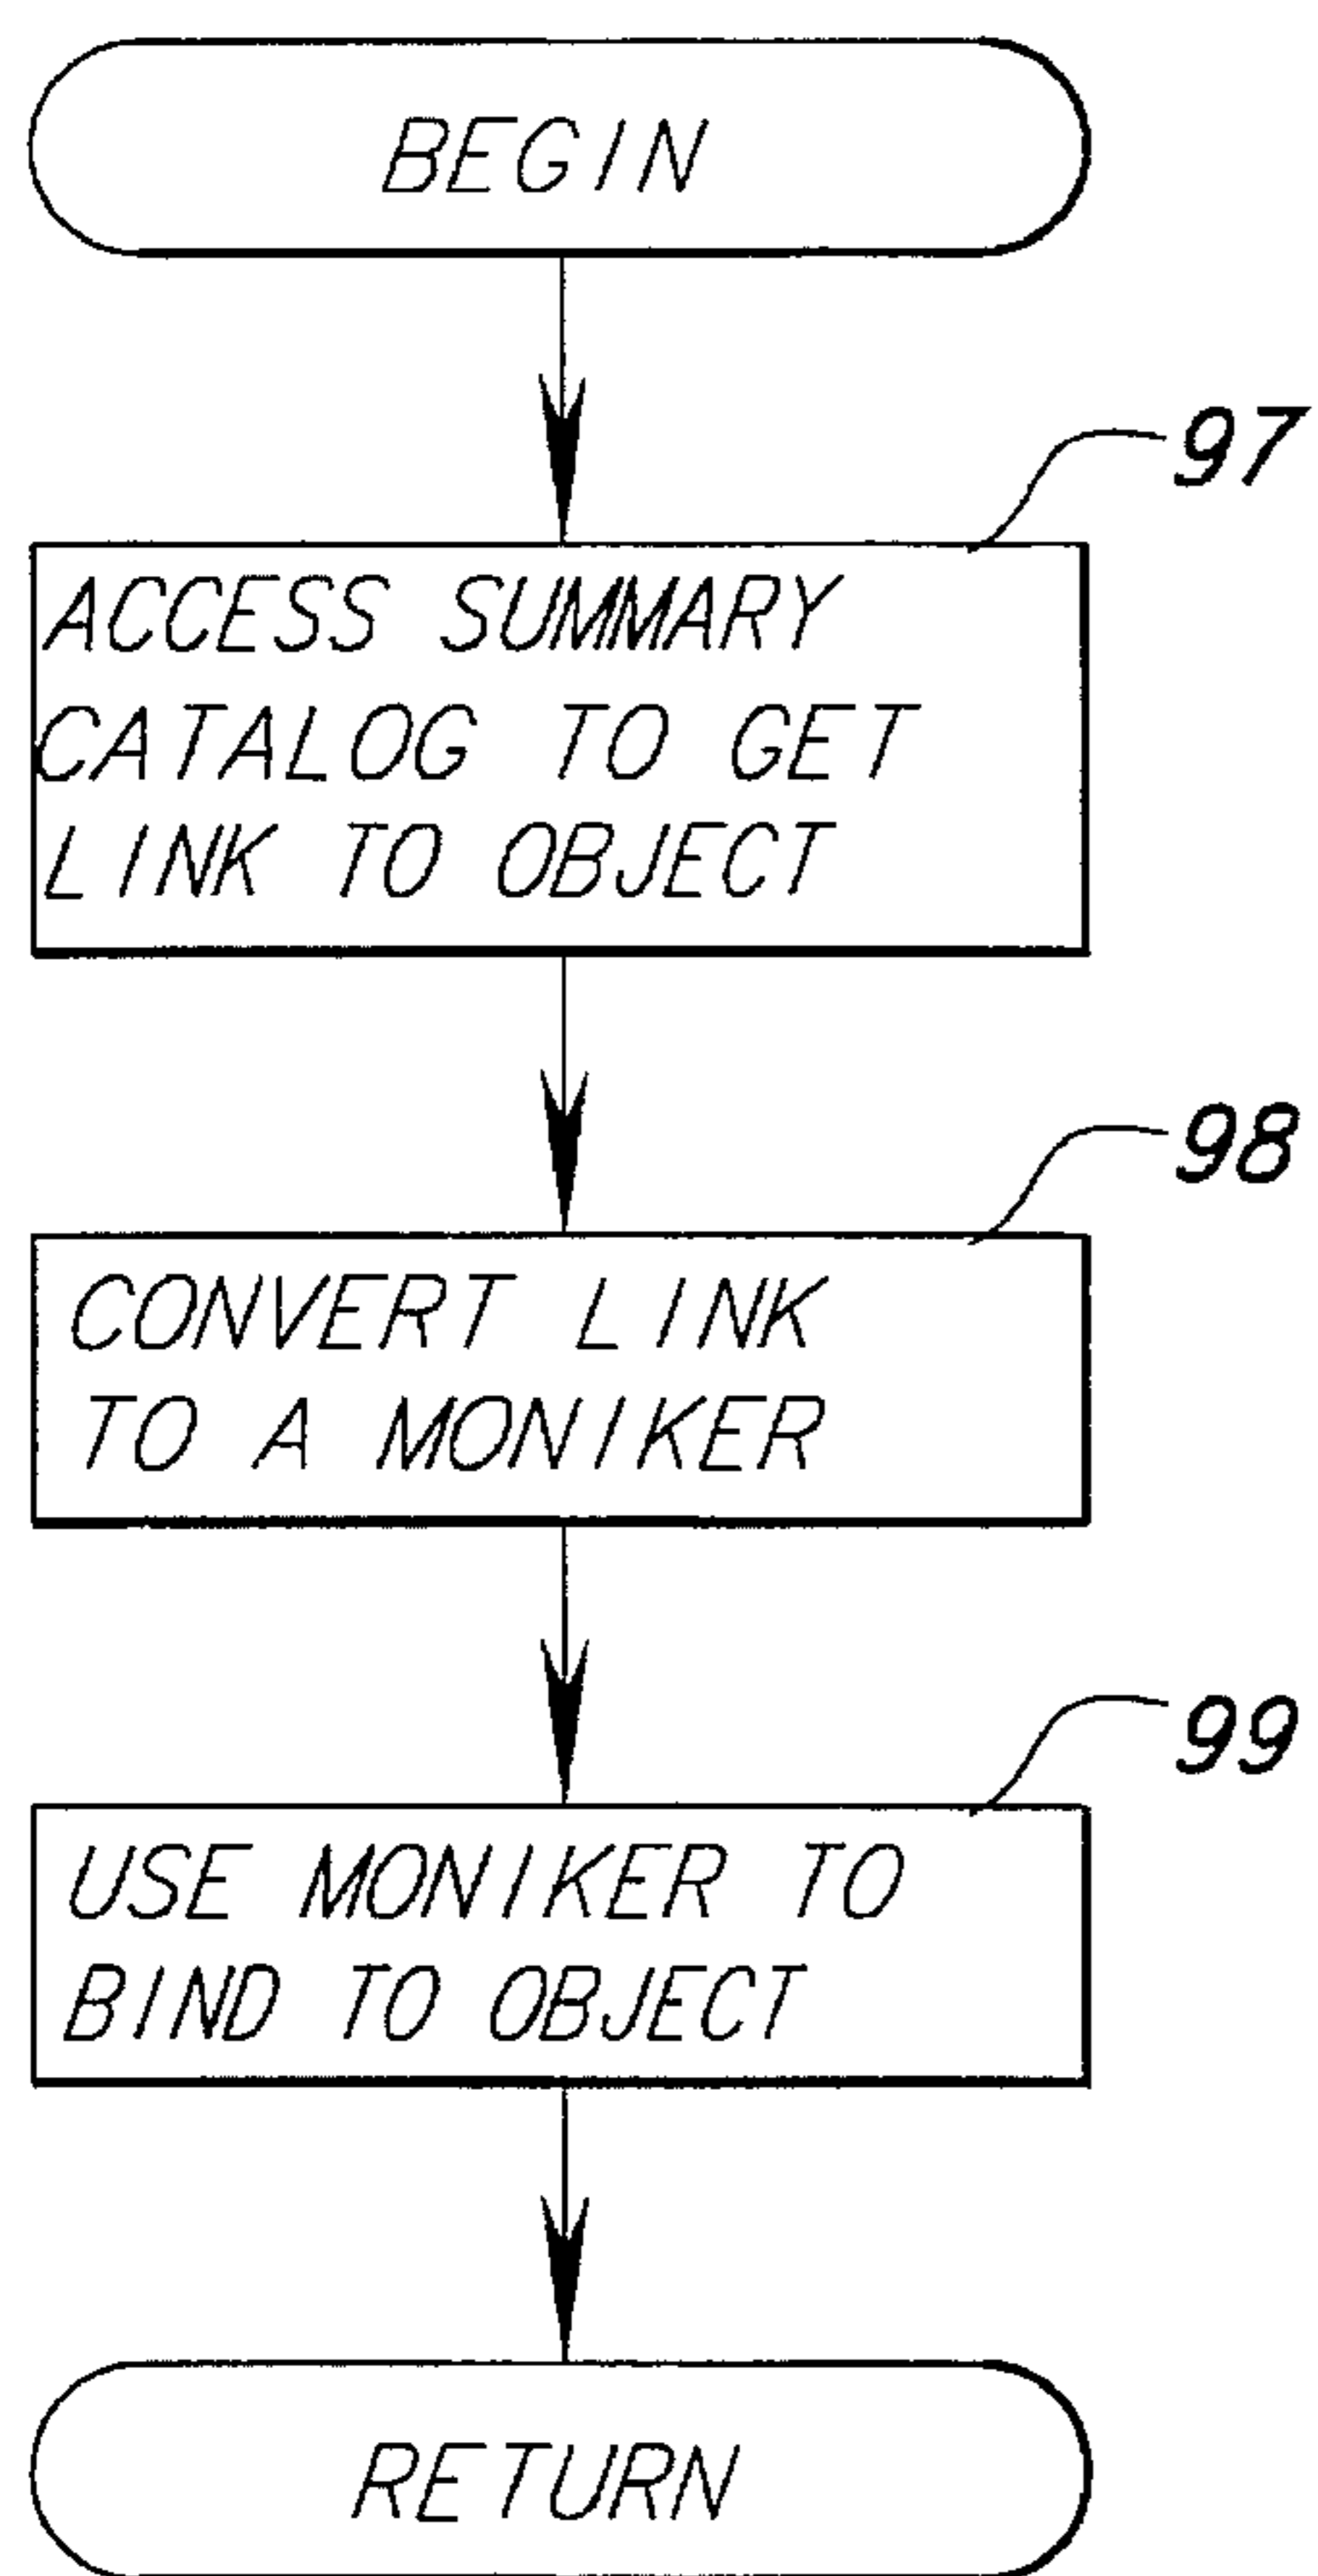 BEGIN
97
ACCESS SUMMARY
CATALOG TO GET
LINK TO OBJECT
98
CONVERT LINK
TO A MONIKER
99
USE MONIKER TO
BIND TO OBJECT
RETURN